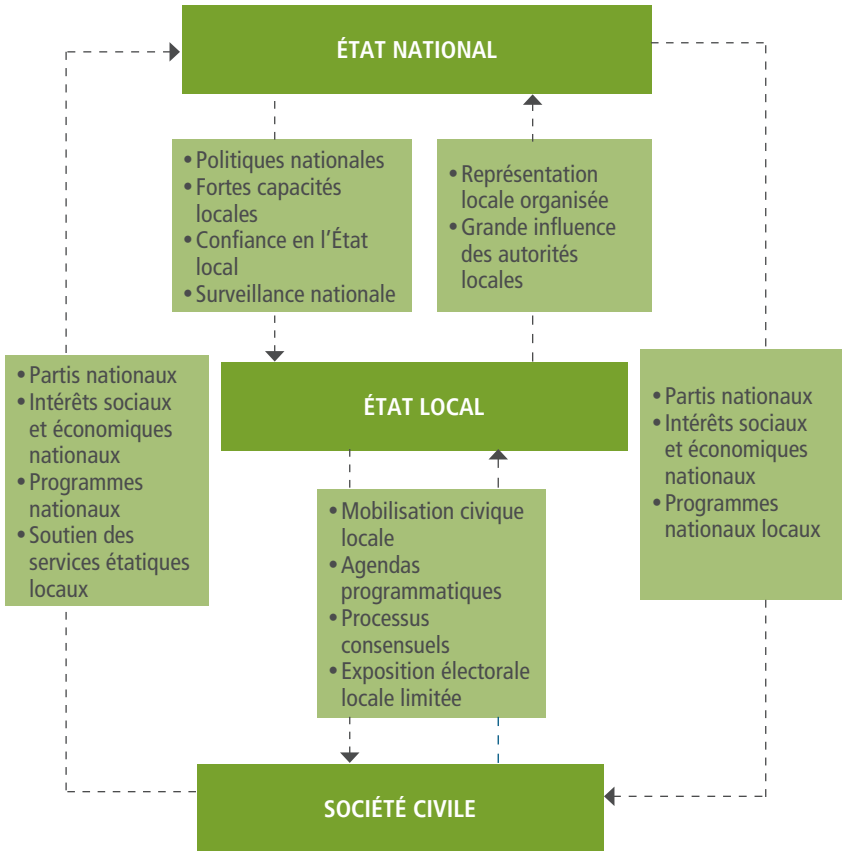 ÉTAT NATIONAL
• Politiques nationales
• Fortes capacités
locales
• Confiance en l'État
local
• Surveillance nationale
• Représentation
locale organisée
• Grande influence
des autorités
locales
• Partis nationaux
• Intérêts sociaux
et économiques
nationaux
• Programmes
nationaux
• Soutien des
services étatiques
locaux
ÉTAT LOCAL
• Partis nationaux
• Intérêts sociaux
et économiques
nationaux
• Programmes
nationaux locaux
• Mobilisation civique
locale
• Agendas
programmatiques
• Processus
consensuels
• Exposition électorale
locale limitée
SOCIÉTÉ CIVILE